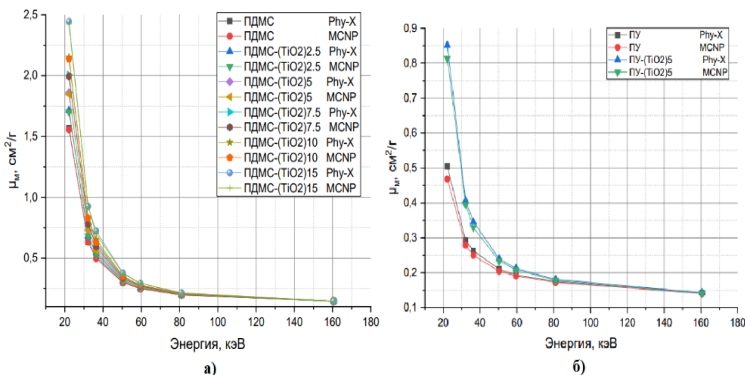 2,5
2,0
1,5
1,0
0,5
μм, см²/г
20 40 60 80 100 120 140 160 180
Энергия, кэВ
а)
ПДМС Phy-X
ПДМС MCNP
ПДМС-(TiO2)2.5 Phy-X
ПДМС-(TiO2)2.5 MCNP
ПДМС-(TiO2)5 Phy-X
ПДМС-(TiO2)5 MCNP
ПДМС-(TiO2)7.5 Phy-X
ПДМС-(TiO2)7.5 MCNP
ПДМС-(TiO2)10 Phy-X
ПДМС-(TiO2)10 MCNP
ПДМС-(TiO2)15 Phy-X
ПДМС-(TiO2)15 MCNP
0,9
0,8
0,7
0,6
0,5
0,4
0,3
0,2
0,1
μм, см²/г
20 40 60 80 100 120 140 160 180
Энергия, кэВ
б)
ПУ Phy-X
ПУ MCNP
ПУ-(TiO2)5 Phy-X
ПУ-(TiO2)5 MCNP